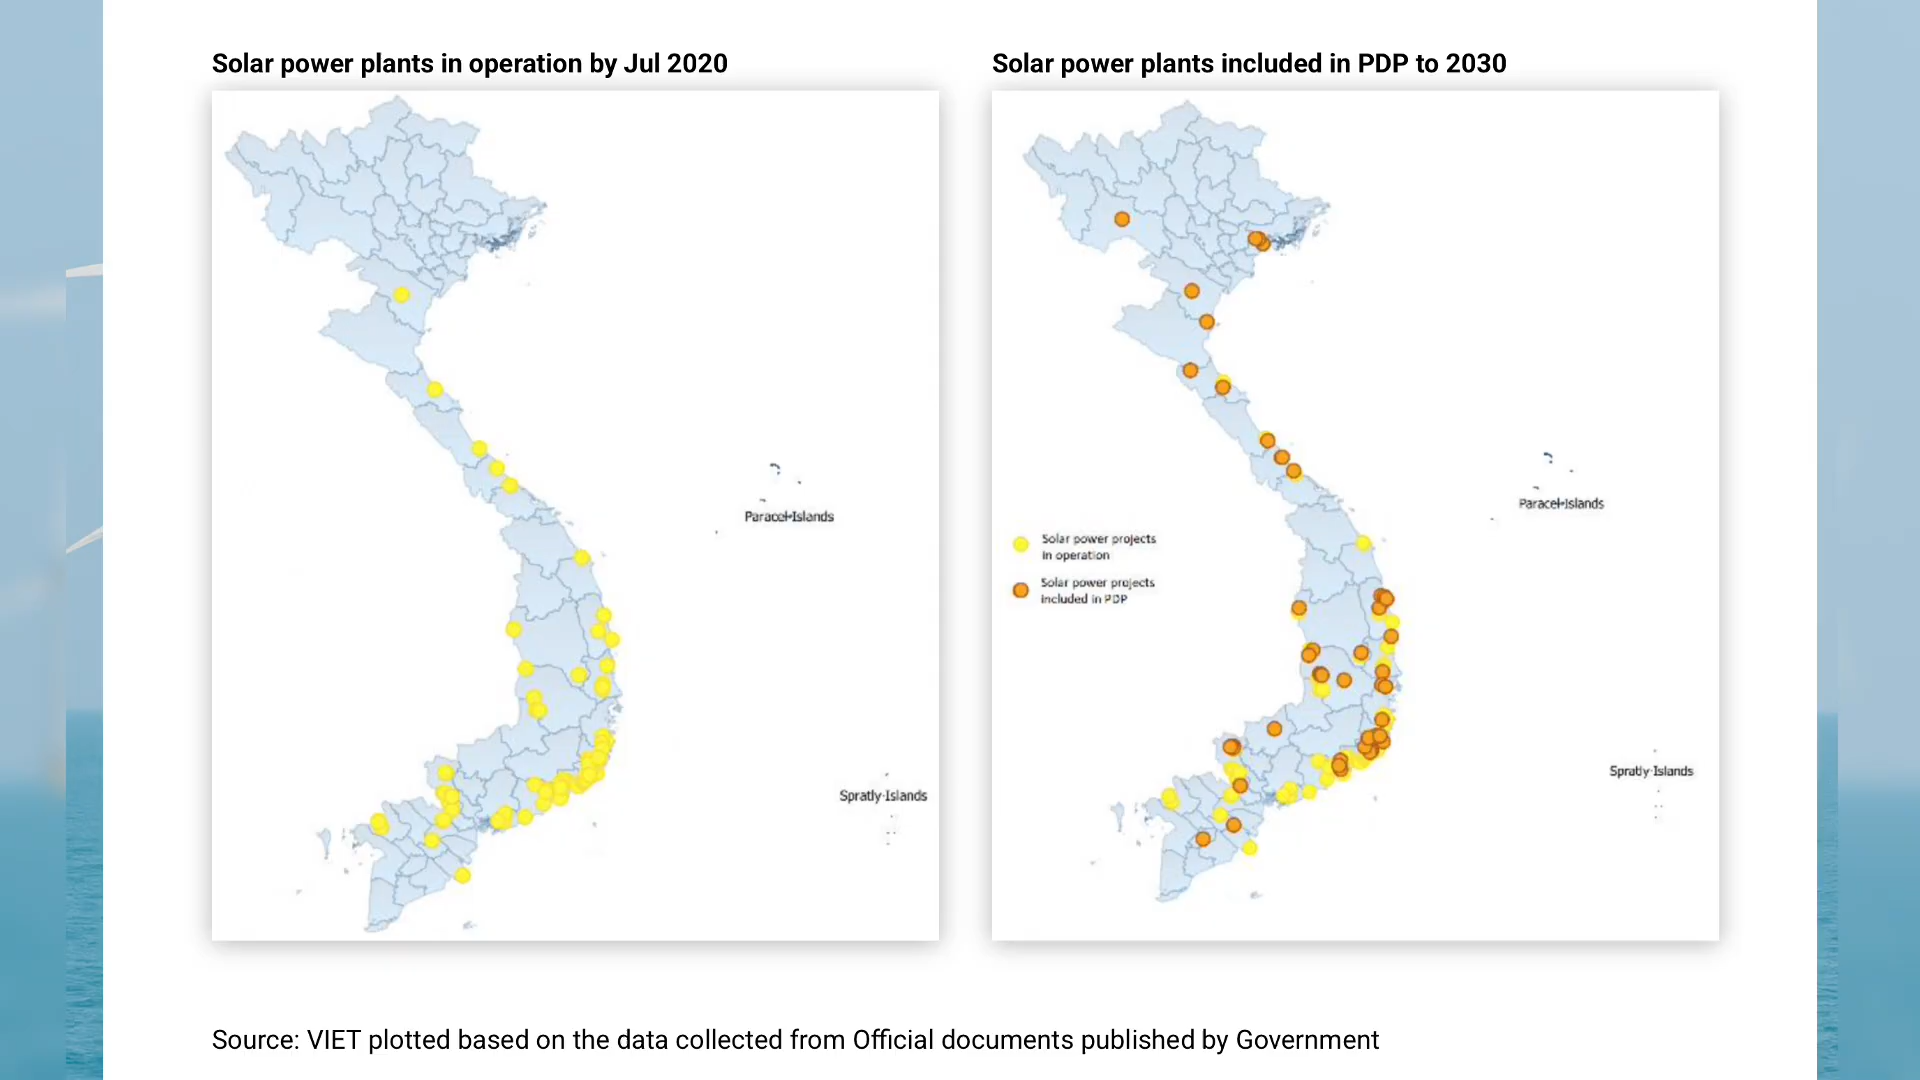 Solar power plants in operation by Jul 2020
Solar power plants included in PDP to 2030
Paracel Islands
Spratly Islands
Solar power projects
in operation
Solar power projects
included in PDP
Paracel Islands
Spratly Islands
Source: VIET plotted based on the data collected from Official documents published by Government